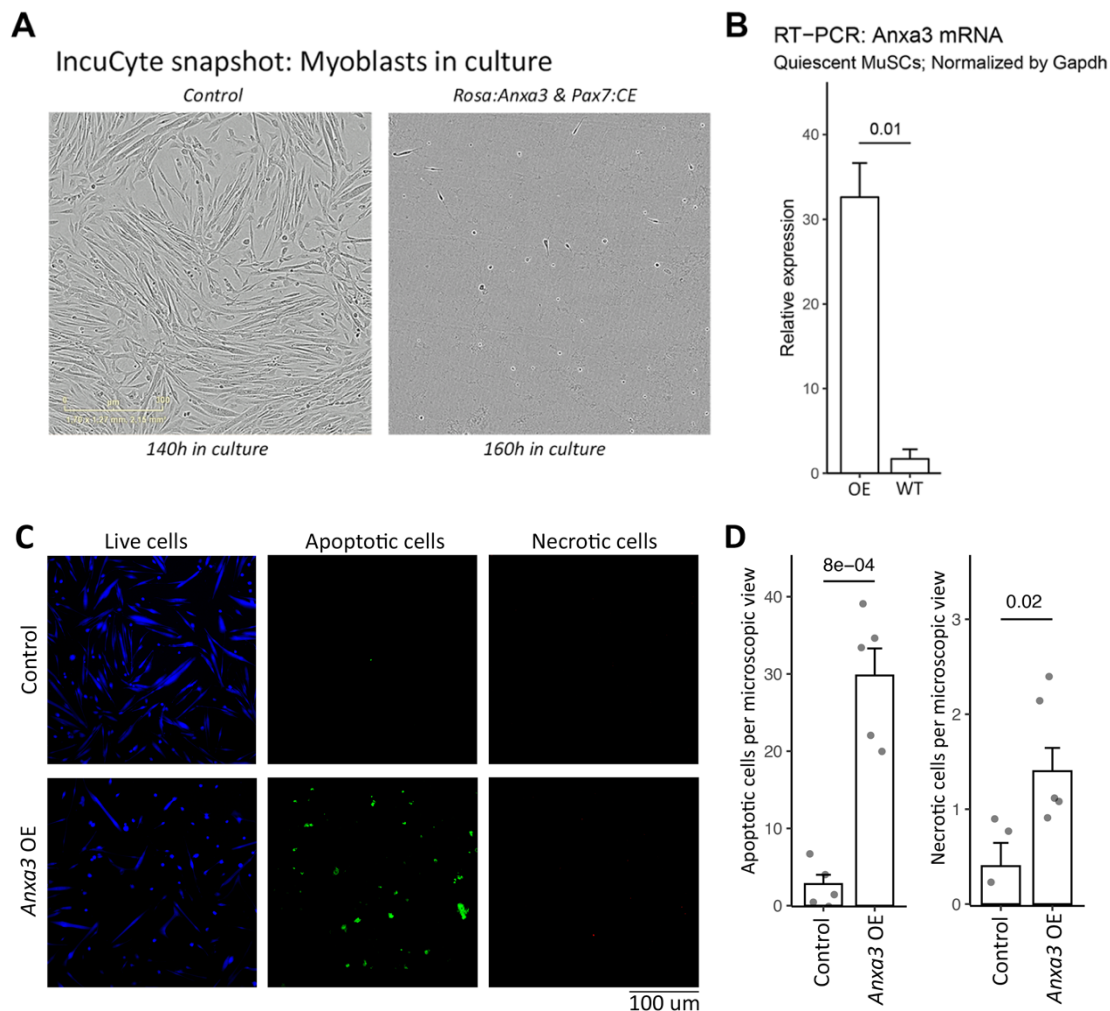 A
IncuCyte snapshot: Myoblasts in culture
Control
Rosa:Anxa3 & Pax7:CE
0 μm 100
140h in culture
160h in culture
B
RT−PCR: Anxa3 mRNA
Quiescent MuSCs; Normalized by Gapdh
Relative expression
40
30
20
10
0
0.01
OE
WT
C
Live cells
Apoptotic cells
Necrotic cells
Control
Anxa3 OE
100 um
D
Apoptotic cells per microscopic view
40
30
20
10
0
8e−04
Control
Anxa3 OE
Necrotic cells per microscopic view
3
2
1
0
0.02
Control
Anxa3 OE